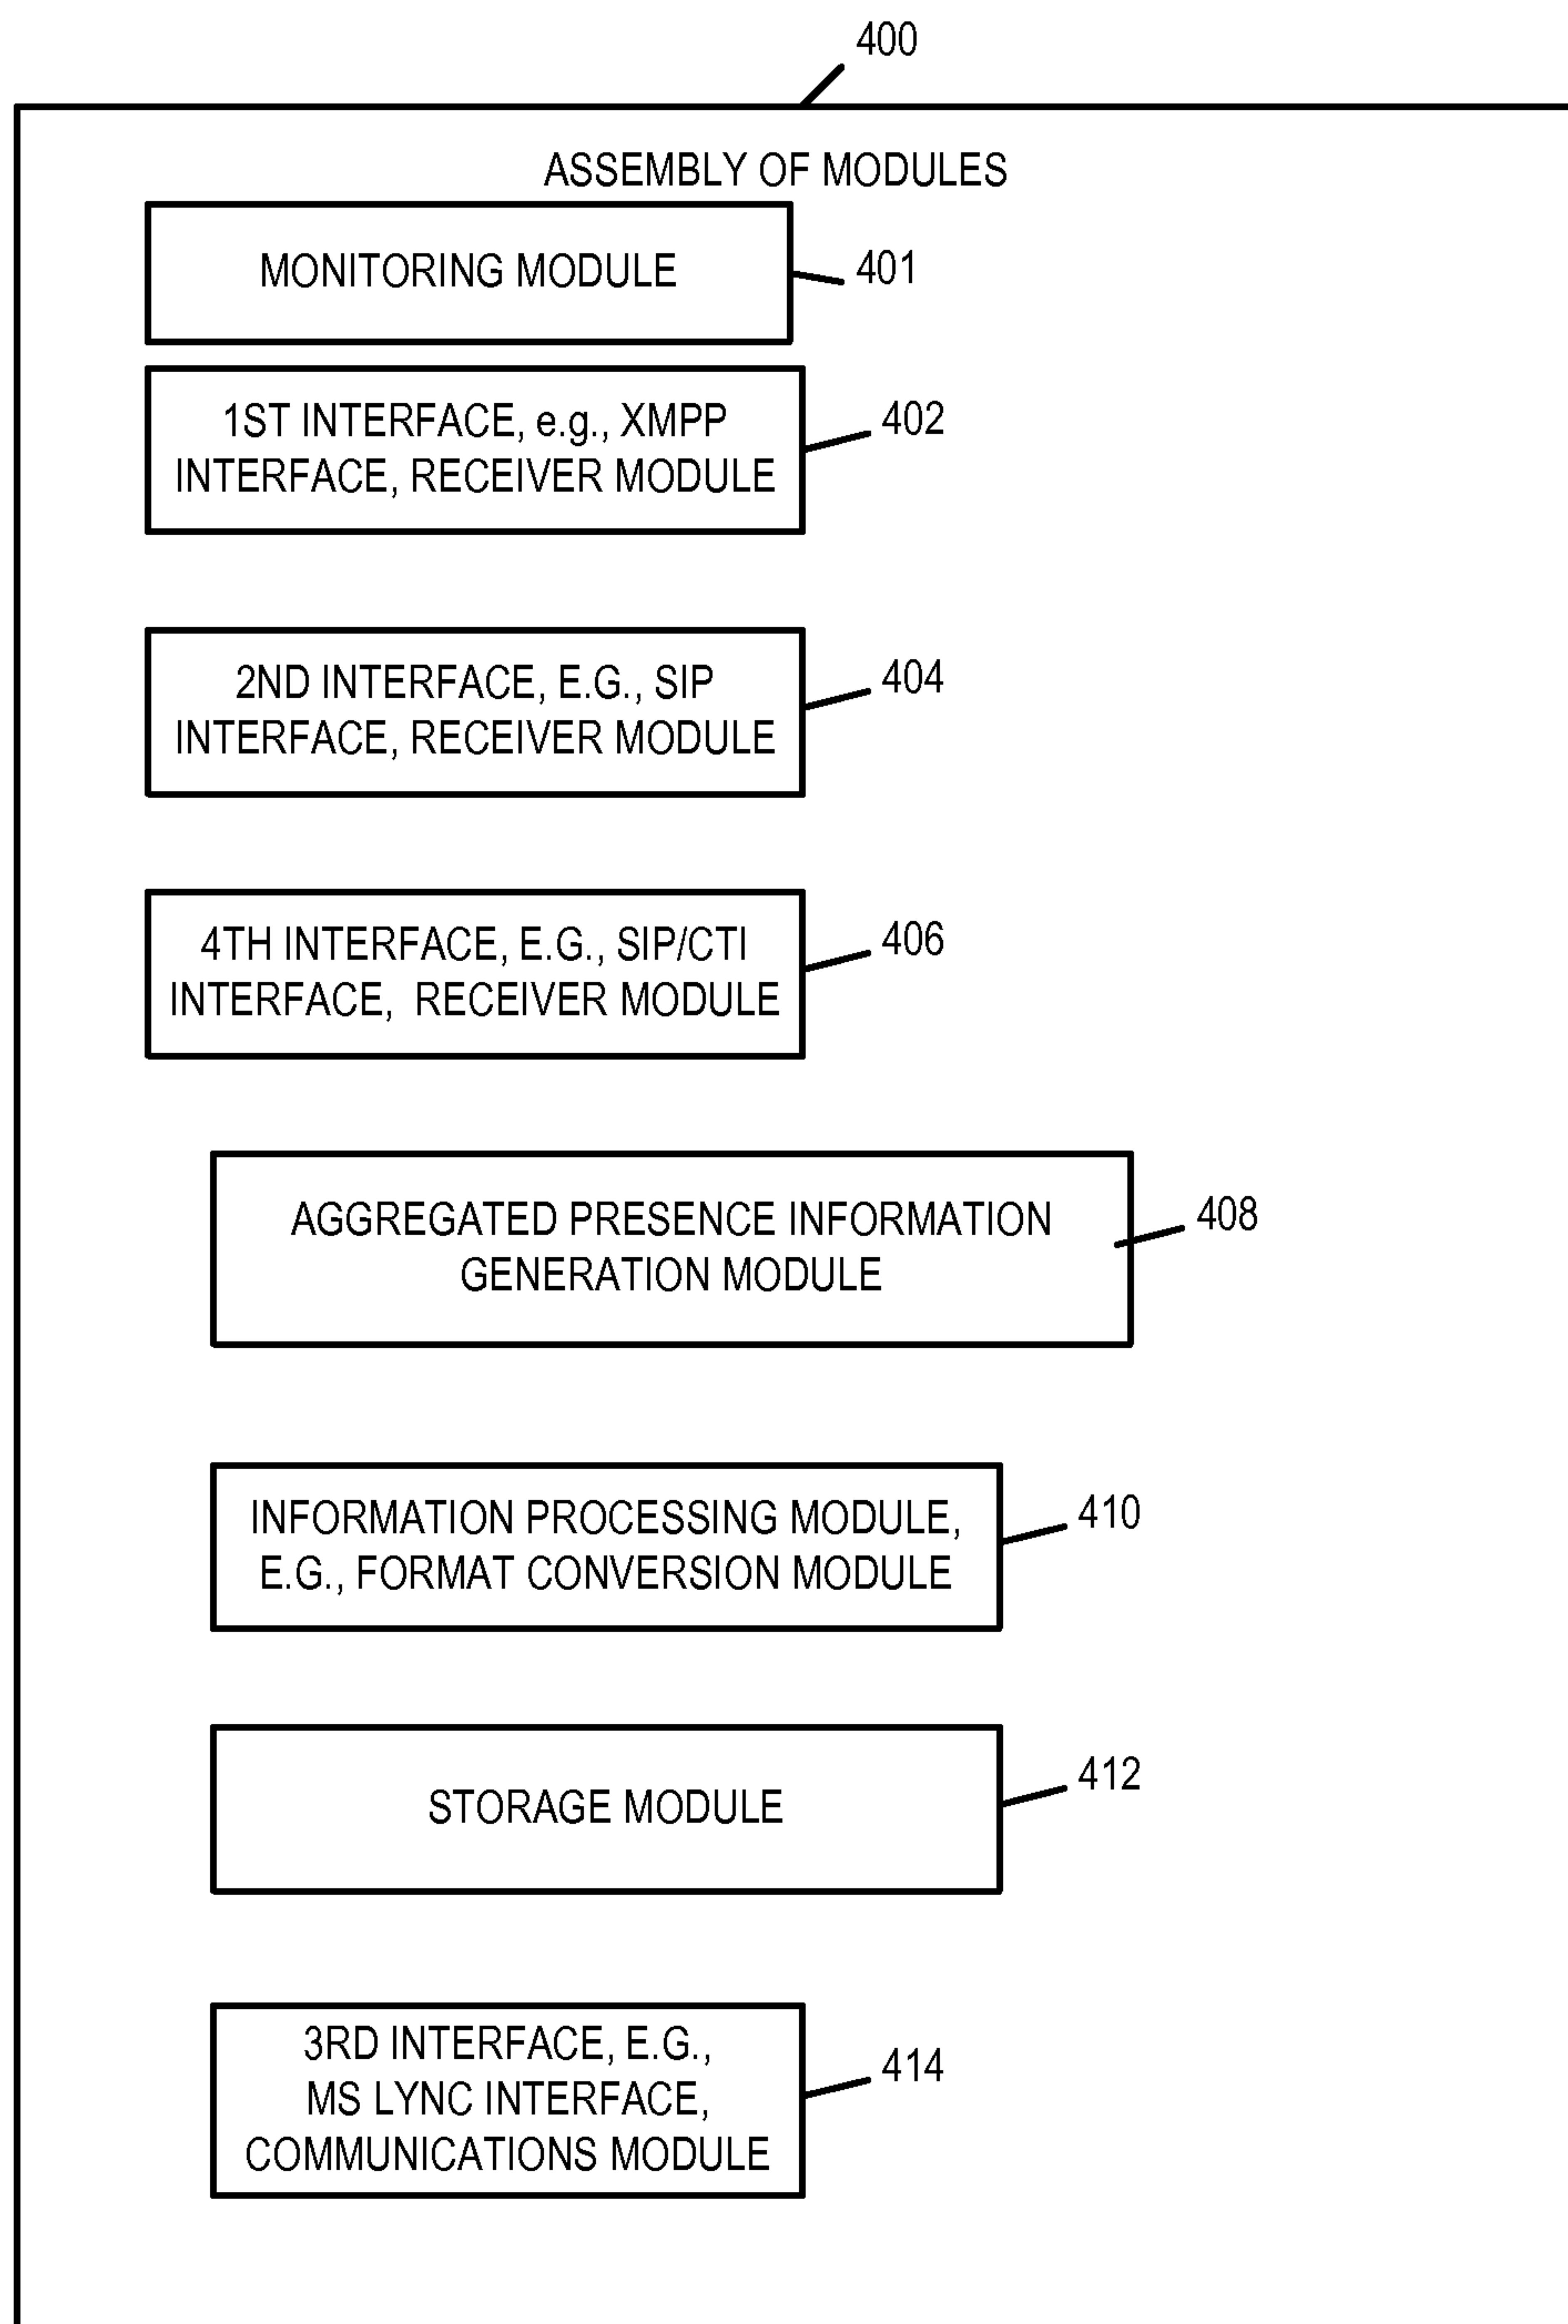 400
ASSEMBLY OF MODULES
MONITORING MODULE
401
1ST INTERFACE, e.g., XMPP
INTERFACE, RECEIVER MODULE
402
2ND INTERFACE, E.G., SIP
INTERFACE, RECEIVER MODULE
404
4TH INTERFACE, E.G., SIP/CTI
INTERFACE, RECEIVER MODULE
406
AGGREGATED PRESENCE INFORMATION
GENERATION MODULE
408
INFORMATION PROCESSING MODULE,
E.G., FORMAT CONVERSION MODULE
410
STORAGE MODULE
412
3RD INTERFACE, E.G.,
MS LYNC INTERFACE,
COMMUNICATIONS MODULE
414